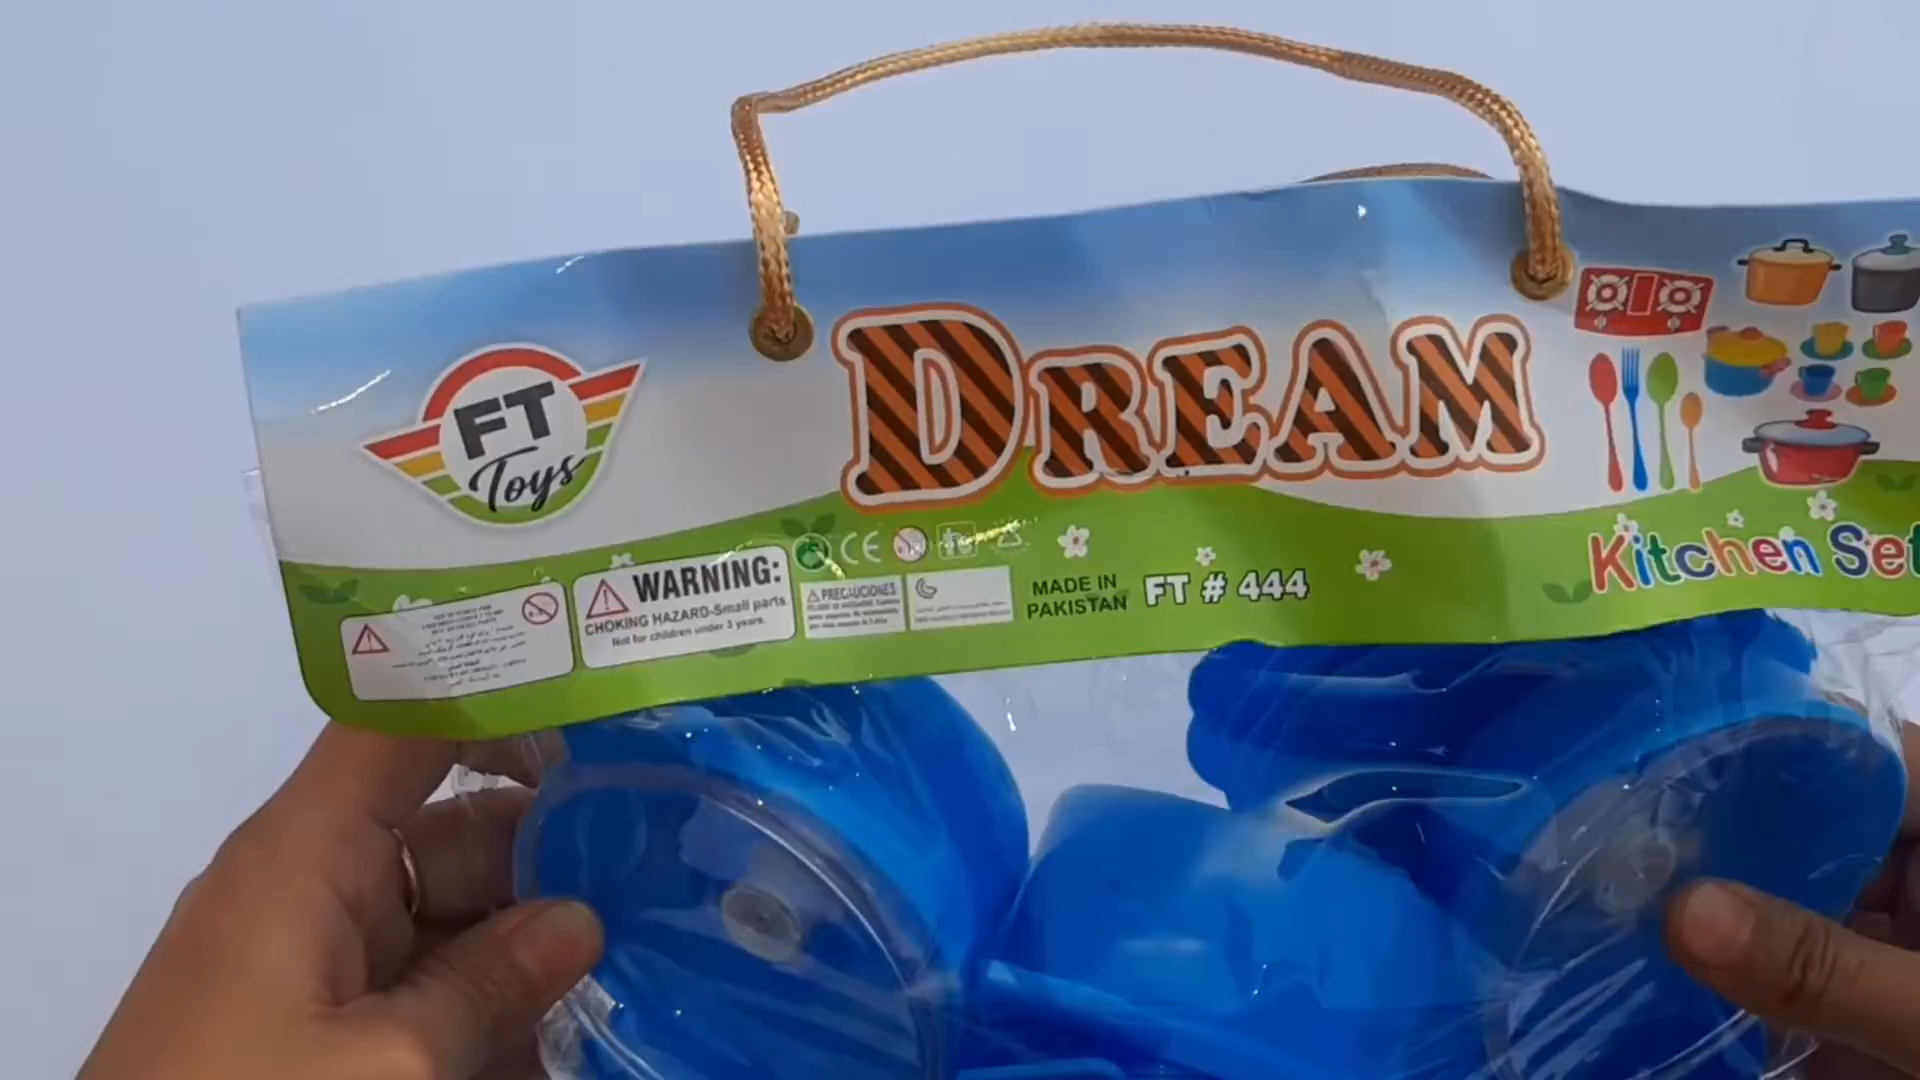 FT
Toys
DREAM
Kitchen Set
WARNING:
CHOKING HAZARD-Small parts.
Not for children under 3 years.
CE
PRECAUCIONES
MADE IN
PAKISTAN
FT # 444